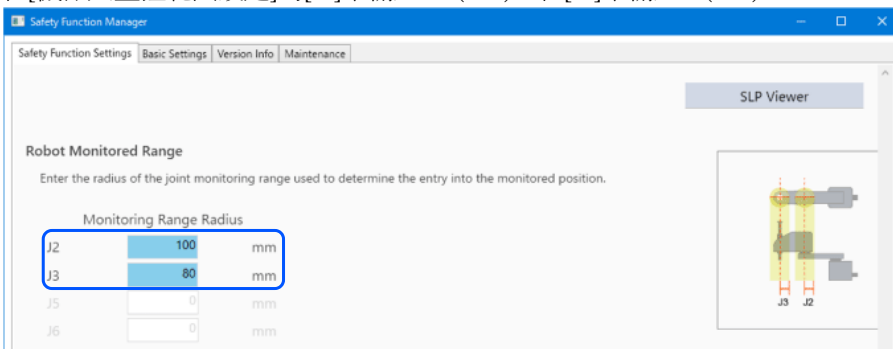 Safety Function Manager
Safety Function Settings Basic Settings Version Info Maintenance
SLP Viewer
Robot Monitored Range
Enter the radius of the joint monitoring range used to determine the entry into the monitored position.
Monitoring Range Radius
J2 100 mm
J3 80 mm
J5 0 mm
J6 0 mm
J3 J2